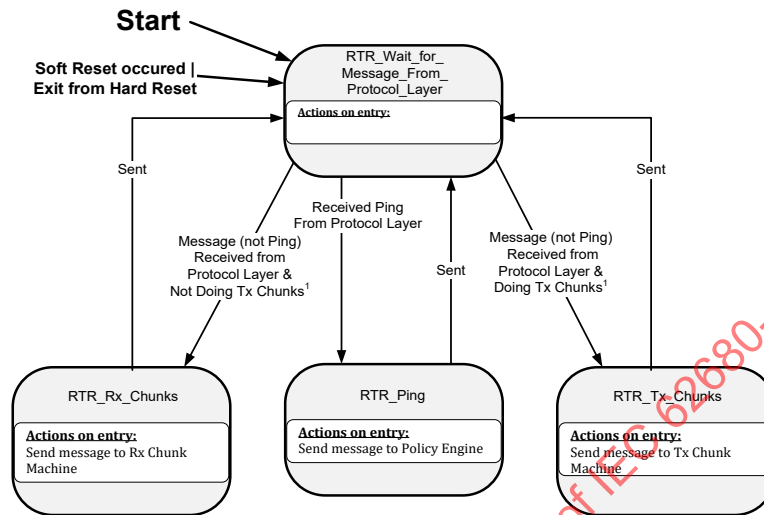 Start
Soft Reset occured |
Exit from Hard Reset
RTR_Wait_for_
Message_From_
Protocol_Layer
Actions on entry:
Sent
Message (not Ping)
Received from
Protocol Layer &
Not Doing Tx Chunks¹
Received Ping
From Protocol Layer
Sent
Message (not Ping)
Received from
Protocol Layer &
Doing Tx Chunks¹
Sent
RTR_Rx_Chunks
Actions on entry:
Send message to Rx Chunk
Machine
RTR_Ping
Actions on entry:
Send message to Policy Engine
RTR_Tx_Chunks
Actions on entry:
Send message to Tx Chunk
Machine
of IEC 62680-